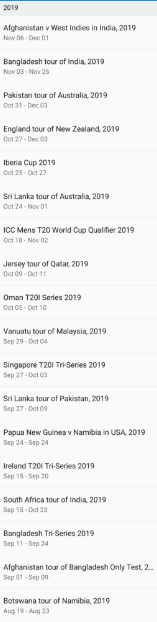 2019
Afghanistan v West Indies in India, 2019
Nov 06 - Dec 01
Bangladesh tour of India, 2019
Nov 03 - Nov 26
Pakistan tour of Australia, 2019
Oct 31 - Dec 03
England tour of New Zealand, 2019
Oct 27 - Dec 03
Iberia Cup 2019
Oct 25 - Oct 27
Sri Lanka tour of Australia, 2019
Oct 24 - Nov 01
ICC Mens T20 World Cup Qualifier 2019
Oct 18 - Nov 02
Jersey tour of Qatar, 2019
Oct 09 - Oct 11
Oman T20I Series 2019
Oct 05 - Oct 10
Vanuatu tour of Malaysia, 2019
Sep 29 - Oct 04
Singapore T20I Tri-Series 2019
Sep 27 - Oct 03
Sri Lanka tour of Pakistan, 2019
Sep 27 - Oct 09
Papua New Guinea v Namibia in USA, 2019
Sep 24 - Sep 24
Ireland T20I Tri-Series 2019
Sep 15 - Sep 20
South Africa tour of India, 2019
Sep 15 - Oct 23
Bangladesh Tri-Series 2019
Sep 11 - Sep 24
Afghanistan tour of Bangladesh Only Test, 2...
Sep 01 - Sep 09
Botswana tour of Namibia, 2019
Aug 19 - Aug 23